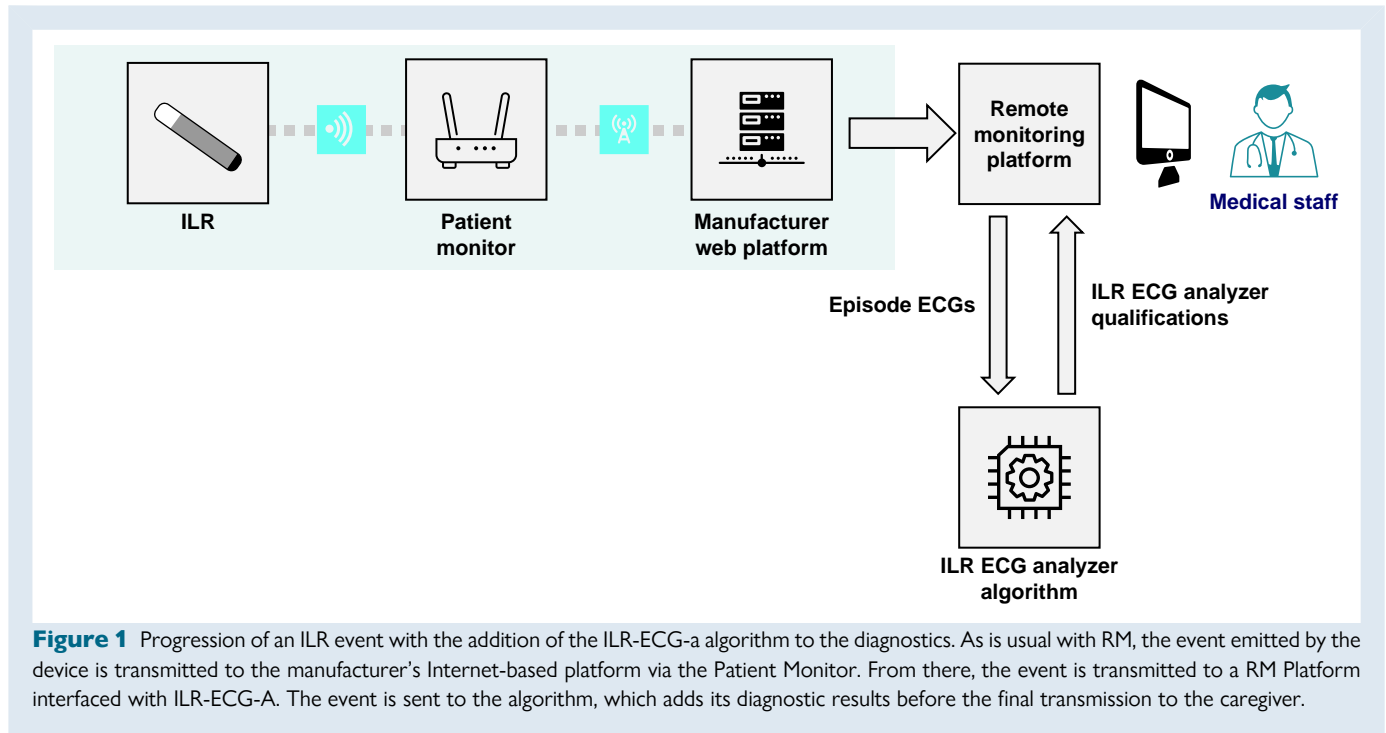 ILR
Patient
monitor
Manufacturer
web platform
Remote
monitoring
platform
Medical staff
Episode ECGs
ILR ECG analyzer
qualifications
ILR ECG analyzer
algorithm
Figure 1 Progression of an ILR event with the addition of the ILR-ECG-a algorithm to the diagnostics. As is usual with RM, the event emitted by the
device is transmitted to the manufacturer's Internet-based platform via the Patient Monitor. From there, the event is transmitted to a RM Platform
interfaced with ILR-ECG-A. The event is sent to the algorithm, which adds its diagnostic results before the final transmission to the caregiver.